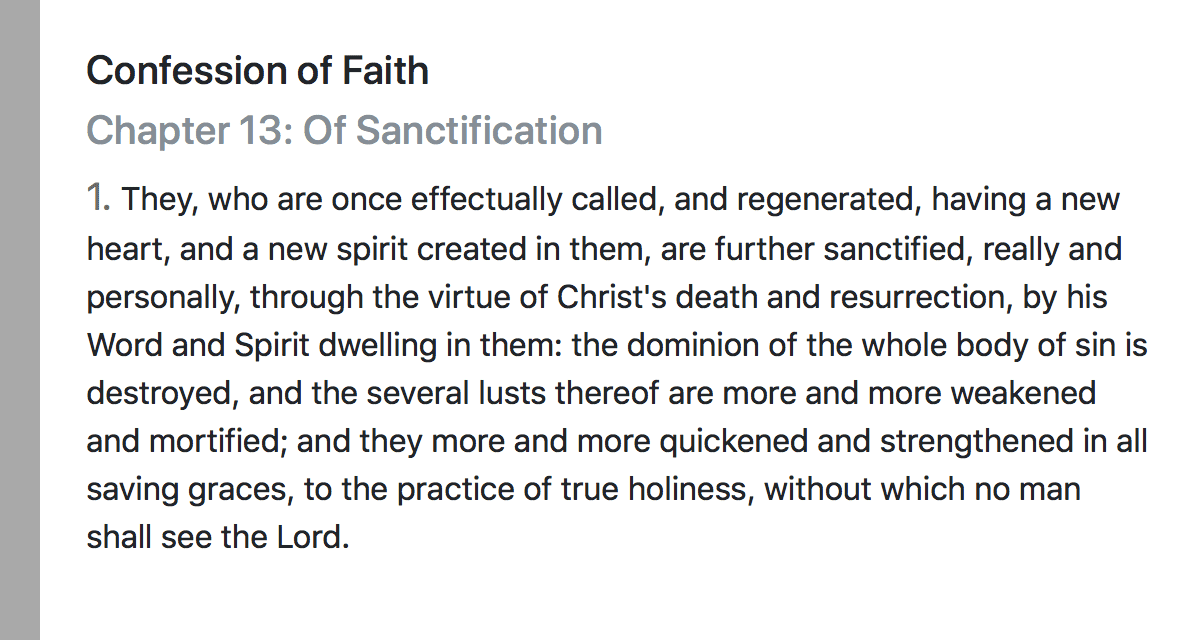 Confession of Faith
Chapter 13: Of Sanctification
1. They, who are once effectually called, and regenerated, having a new
heart, and a new spirit created in them, are further sanctified, really and
personally, through the virtue of Christ's death and resurrection, by his
Word and Spirit dwelling in them: the dominion of the whole body of sin is
destroyed, and the several lusts thereof are more and more weakened
and mortified; and they more and more quickened and strengthened in all
saving graces, to the practice of true holiness, without which no man
shall see the Lord.